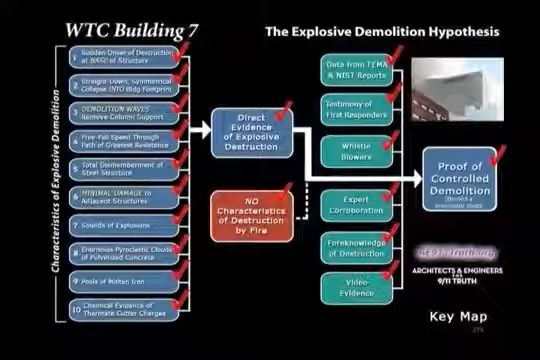 WTC Building 7
The Explosive Demolition Hypothesis
Characteristics of Explosive Demolition
1 Sudden Onset of Destruction
at BASE of Structure
2 Straight-Down, Symmetrical
Collapse INTO Bldg Footprint
3 DEMOLITION WAVES
Remove Column Support
4 Free-Fall Speed Through
Path of Greatest Resistance
5 Total Dismemberment of
Steel Structure
6 MINIMAL DAMAGE to
Adjacent Structures
7 Sounds of Explosions
8 Enormous Pyroclastic Clouds
of Pulverized Concrete
9 Pools of Molten Iron
10 Chemical Evidence of
Thermate Cutter Charges
Direct
Evidence
of Explosive
Destruction
NO
Characteristics
of Destruction
by Fire
Data from FEMA
& NIST Reports
Testimony of
First Responders
Whistle
Blowers
Expert
Corroboration
Foreknowledge
of Destruction
Video
Evidence
Proof of
Controlled
Demolition
ARCHITECTS & ENGINEERS
FOR
9/11 TRUTH
Key Map